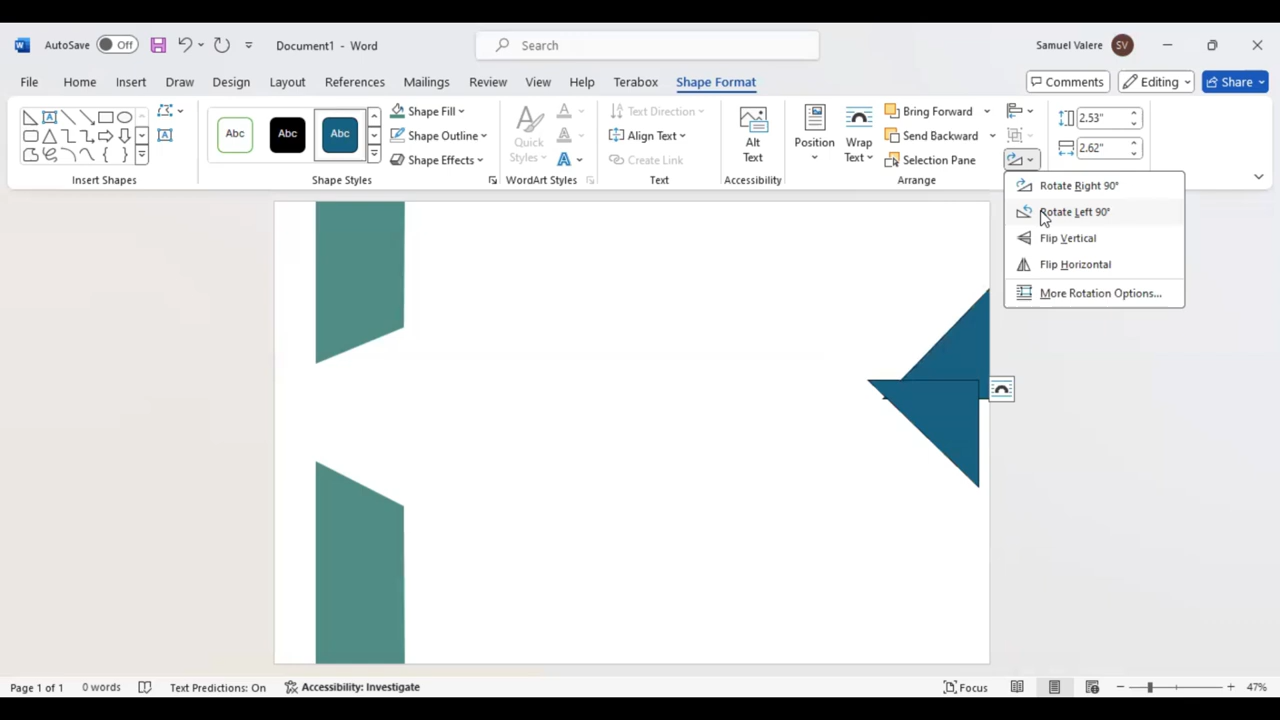 AutoSave Off Document1 - Word Search Samuel Valere SV
File Home Insert Draw Design Layout References Mailings Review View Help Terabox Shape Format Comments Editing Share
Abc Abc Abc
Shape Fill
Shape Outline
Shape Effects
Quick
Styles
Text Direction
Align Text
Create Link
Alt
Text
Position
Wrap
Text
Bring Forward
Send Backward
Selection Pane
2.53"
2.62"
Insert Shapes Shape Styles WordArt Styles Text Accessibility Arrange
Rotate Right 90°
Rotate Left 90°
Flip Vertical
Flip Horizontal
More Rotation Options...
Page 1 of 1 0 words Text Predictions: On Accessibility: Investigate Focus 47%